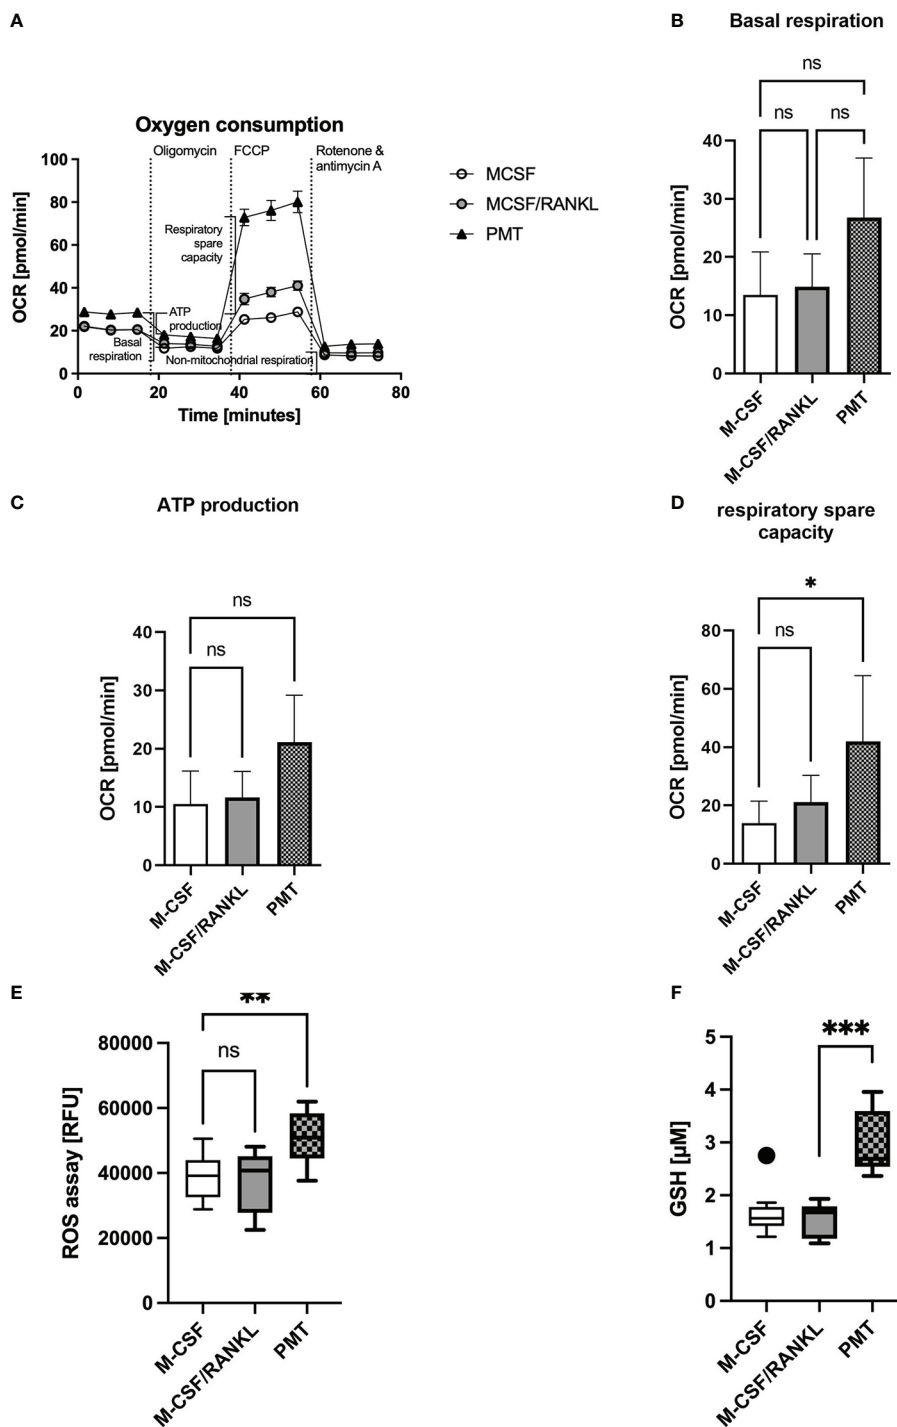 A
Oxygen consumption
OCR [pmol/min]
100
80
60
40
20
0
Oligomycin
FCCP
Rotenone &
antimycin A
Respiratory
spare
capacity
ATP
production
Basal
respiration
Non-mitochondrial respiration
0
20
40
60
80
Time [minutes]
MCSF
MCSF/RANKL
PMT
B
Basal respiration
ns
ns
ns
OCR [pmol/min]
40
30
20
10
0
M-CSF
M-CSF/RANKL
PMT
C
ATP production
ns
ns
OCR [pmol/min]
40
30
20
10
0
M-CSF
M-CSF/RANKL
PMT
D
respiratory spare
capacity
*
ns
OCR [pmol/min]
80
60
40
20
0
M-CSF
M-CSF/RANKL
PMT
E
**
ns
ROS assay [RFU]
80000
60000
40000
20000
0
M-CSF
M-CSF/RANKL
PMT
F
***
GSH [µM]
5
4
3
2
1
0
M-CSF
M-CSF/RANKL
PMT